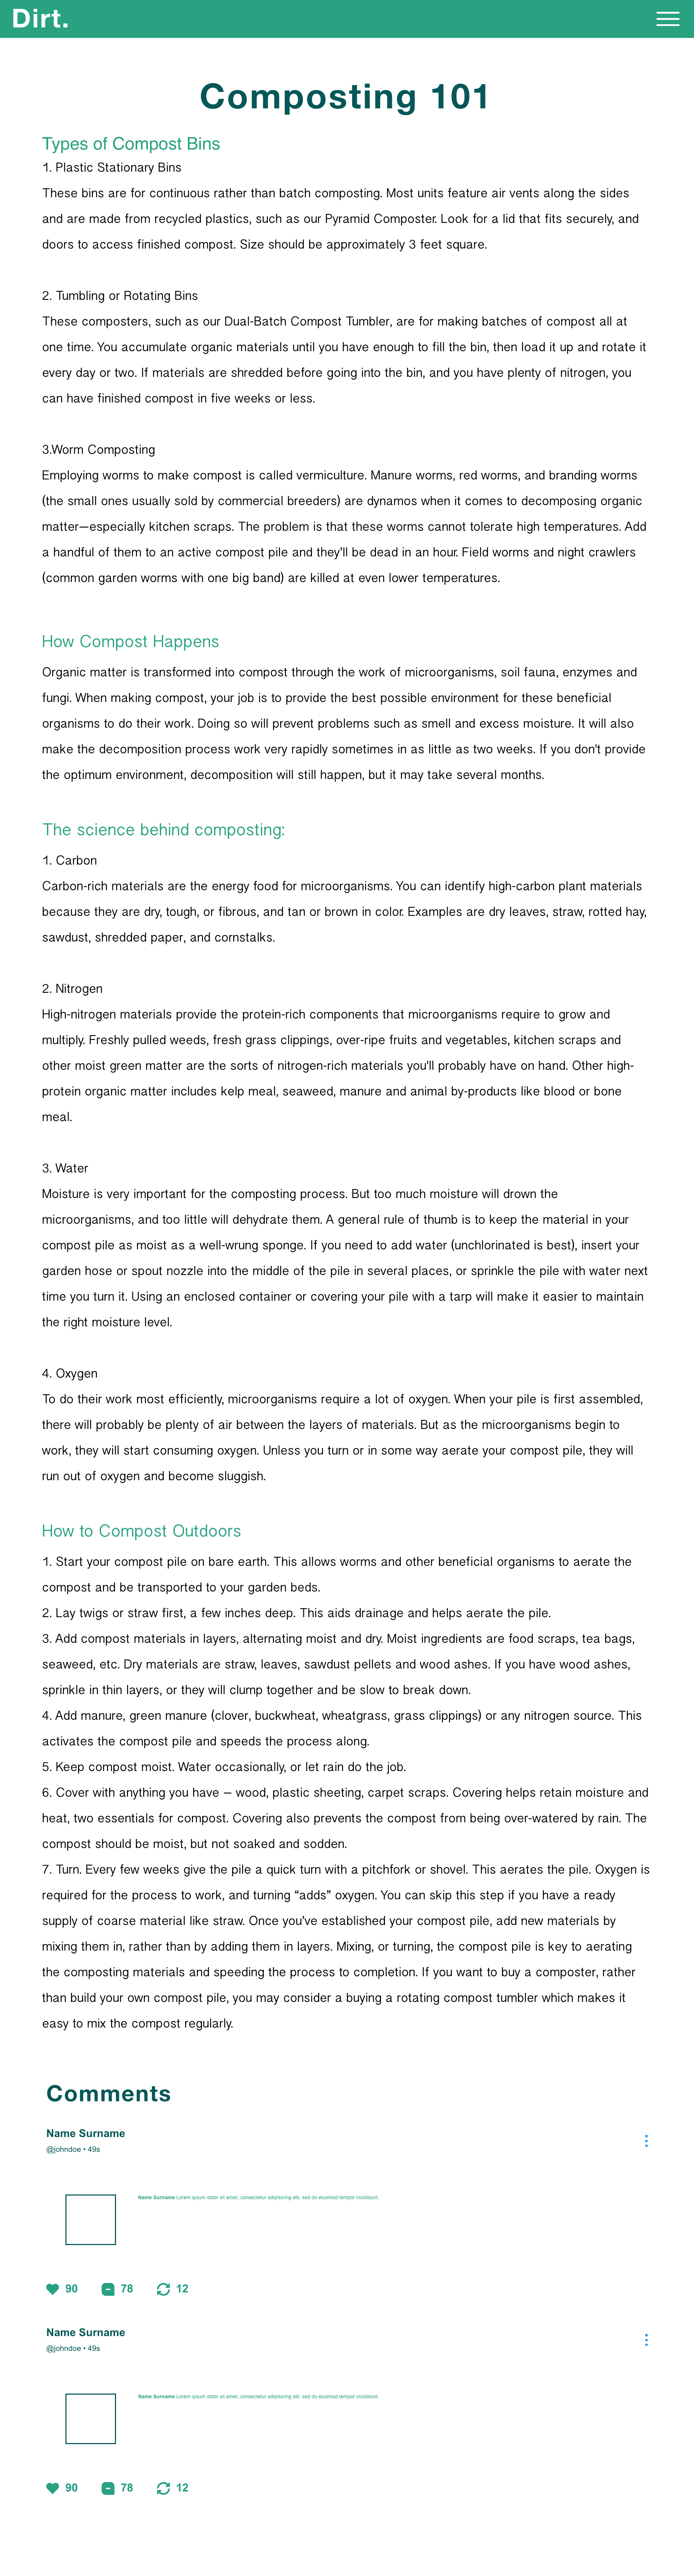 Dirt.
Composting 101
Types of Compost Bins
1. Plastic Stationary Bins
These bins are for continuous rather than batch composting. Most units feature air vents along the sides
and are made from recycled plastics, such as our Pyramid Composter. Look for a lid that fits securely, and
doors to access finished compost. Size should be approximately 3 feet square.
2. Tumbling or Rotating Bins
These composters, such as our Dual-Batch Compost Tumbler, are for making batches of compost all at
one time. You accumulate organic materials until you have enough to fill the bin, then load it up and rotate it
every day or two. If materials are shredded before going into the bin, and you have plenty of nitrogen, you
can have finished compost in five weeks or less.
3.Worm Composting
Employing worms to make compost is called vermiculture. Manure worms, red worms, and branding worms
(the small ones usually sold by commercial breeders) are dynamos when it comes to decomposing organic
matter—especially kitchen scraps. The problem is that these worms cannot tolerate high temperatures. Add
a handful of them to an active compost pile and they'll be dead in an hour. Field worms and night crawlers
(common garden worms with one big band) are killed at even lower temperatures.
How Compost Happens
Organic matter is transformed into compost through the work of microorganisms, soil fauna, enzymes and
fungi. When making compost, your job is to provide the best possible environment for these beneficial
organisms to do their work. Doing so will prevent problems such as smell and excess moisture. It will also
make the decomposition process work very rapidly sometimes in as little as two weeks. If you don't provide
the optimum environment, decomposition will still happen, but it may take several months.
The science behind composting:
1. Carbon
Carbon-rich materials are the energy food for microorganisms. You can identify high-carbon plant materials
because they are dry, tough, or fibrous, and tan or brown in color. Examples are dry leaves, straw, rotted hay,
sawdust, shredded paper, and cornstalks.
2. Nitrogen
High-nitrogen materials provide the protein-rich components that microorganisms require to grow and
multiply. Freshly pulled weeds, fresh grass clippings, over-ripe fruits and vegetables, kitchen scraps and
other moist green matter are the sorts of nitrogen-rich materials you'll probably have on hand. Other high-
protein organic matter includes kelp meal, seaweed, manure and animal by-products like blood or bone
meal.
3. Water
Moisture is very important for the composting process. But too much moisture will drown the
microorganisms, and too little will dehydrate them. A general rule of thumb is to keep the material in your
compost pile as moist as a well-wrung sponge. If you need to add water (unchlorinated is best), insert your
garden hose or spout nozzle into the middle of the pile in several places, or sprinkle the pile with water next
time you turn it. Using an enclosed container or covering your pile with a tarp will make it easier to maintain
the right moisture level.
4. Oxygen
To do their work most efficiently, microorganisms require a lot of oxygen. When your pile is first assembled,
there will probably be plenty of air between the layers of materials. But as the microorganisms begin to
work, they will start consuming oxygen. Unless you turn or in some way aerate your compost pile, they will
run out of oxygen and become sluggish.
How to Compost Outdoors
1. Start your compost pile on bare earth. This allows worms and other beneficial organisms to aerate the
compost and be transported to your garden beds.
2. Lay twigs or straw first, a few inches deep. This aids drainage and helps aerate the pile.
3. Add compost materials in layers, alternating moist and dry. Moist ingredients are food scraps, tea bags,
seaweed, etc. Dry materials are straw, leaves, sawdust pellets and wood ashes. If you have wood ashes,
sprinkle in thin layers, or they will clump together and be slow to break down.
4. Add manure, green manure (clover, buckwheat, wheatgrass, grass clippings) or any nitrogen source. This
activates the compost pile and speeds the process along.
5. Keep compost moist. Water occasionally, or let rain do the job.
6. Cover with anything you have – wood, plastic sheeting, carpet scraps. Covering helps retain moisture and
heat, two essentials for compost. Covering also prevents the compost from being over-watered by rain. The
compost should be moist, but not soaked and sodden.
7. Turn. Every few weeks give the pile a quick turn with a pitchfork or shovel. This aerates the pile. Oxygen is
required for the process to work, and turning “adds” oxygen. You can skip this step if you have a ready
supply of coarse material like straw. Once you've established your compost pile, add new materials by
mixing them in, rather than by adding them in layers. Mixing, or turning, the compost pile is key to aerating
the composting materials and speeding the process to completion. If you want to buy a composter, rather
than build your own compost pile, you may consider a buying a rotating compost tumbler which makes it
easy to mix the compost regularly.
Comments
Name Surname
@johndoe • 49s
Name Surname Lorem ipsum dolor sit amet, consectetur adipisicing elit, sed do eiusmod tempor incididunt.
90 78 12
Name Surname
@johndoe • 49s
Name Surname Lorem ipsum dolor sit amet, consectetur adipisicing elit, sed do eiusmod tempor incididunt.
90 78 12